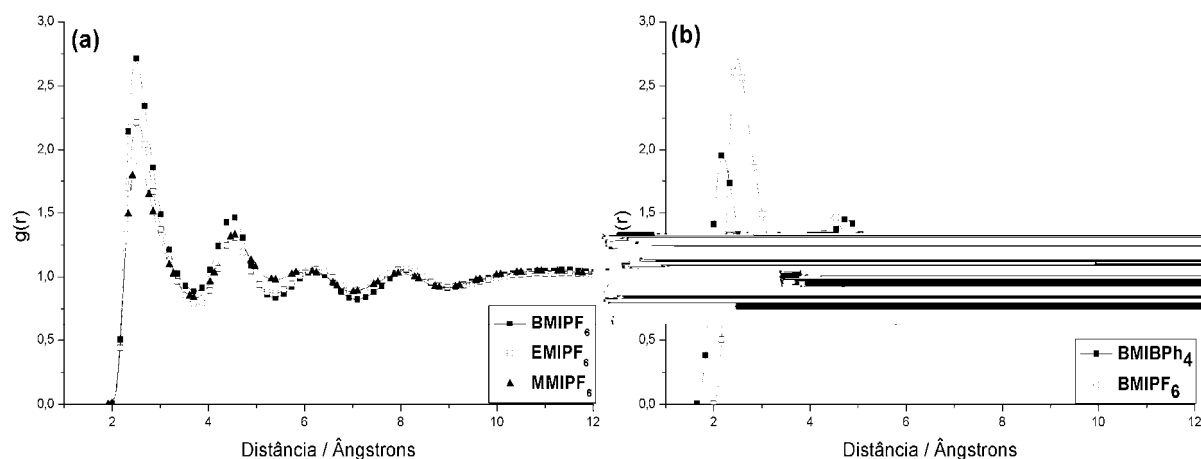 (a)
g(r)
3,0
2,5
2,0
1,5
1,0
0,5
0,0
2
4
6
8
10
12
Distância / Ângstrons
BMIPF6
EMIPF6
MMIPF6
(b)
3,0
2,5
2,0
1,5
0,5
0,0
2
4
6
8
10
12
Distância / Ângstrons
BMIBPh4
BMIPF6